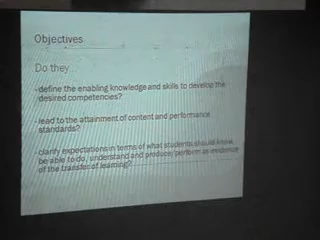 Objectives
Do they...
- define the enabling knowledge and skills to develop the
desired competencies?
- lead to the attainment of content and performance
standards?
- clarify expectations in terms of what students should know,
be able to do, understand and produce/perform as evidence
of the transfer of learning?